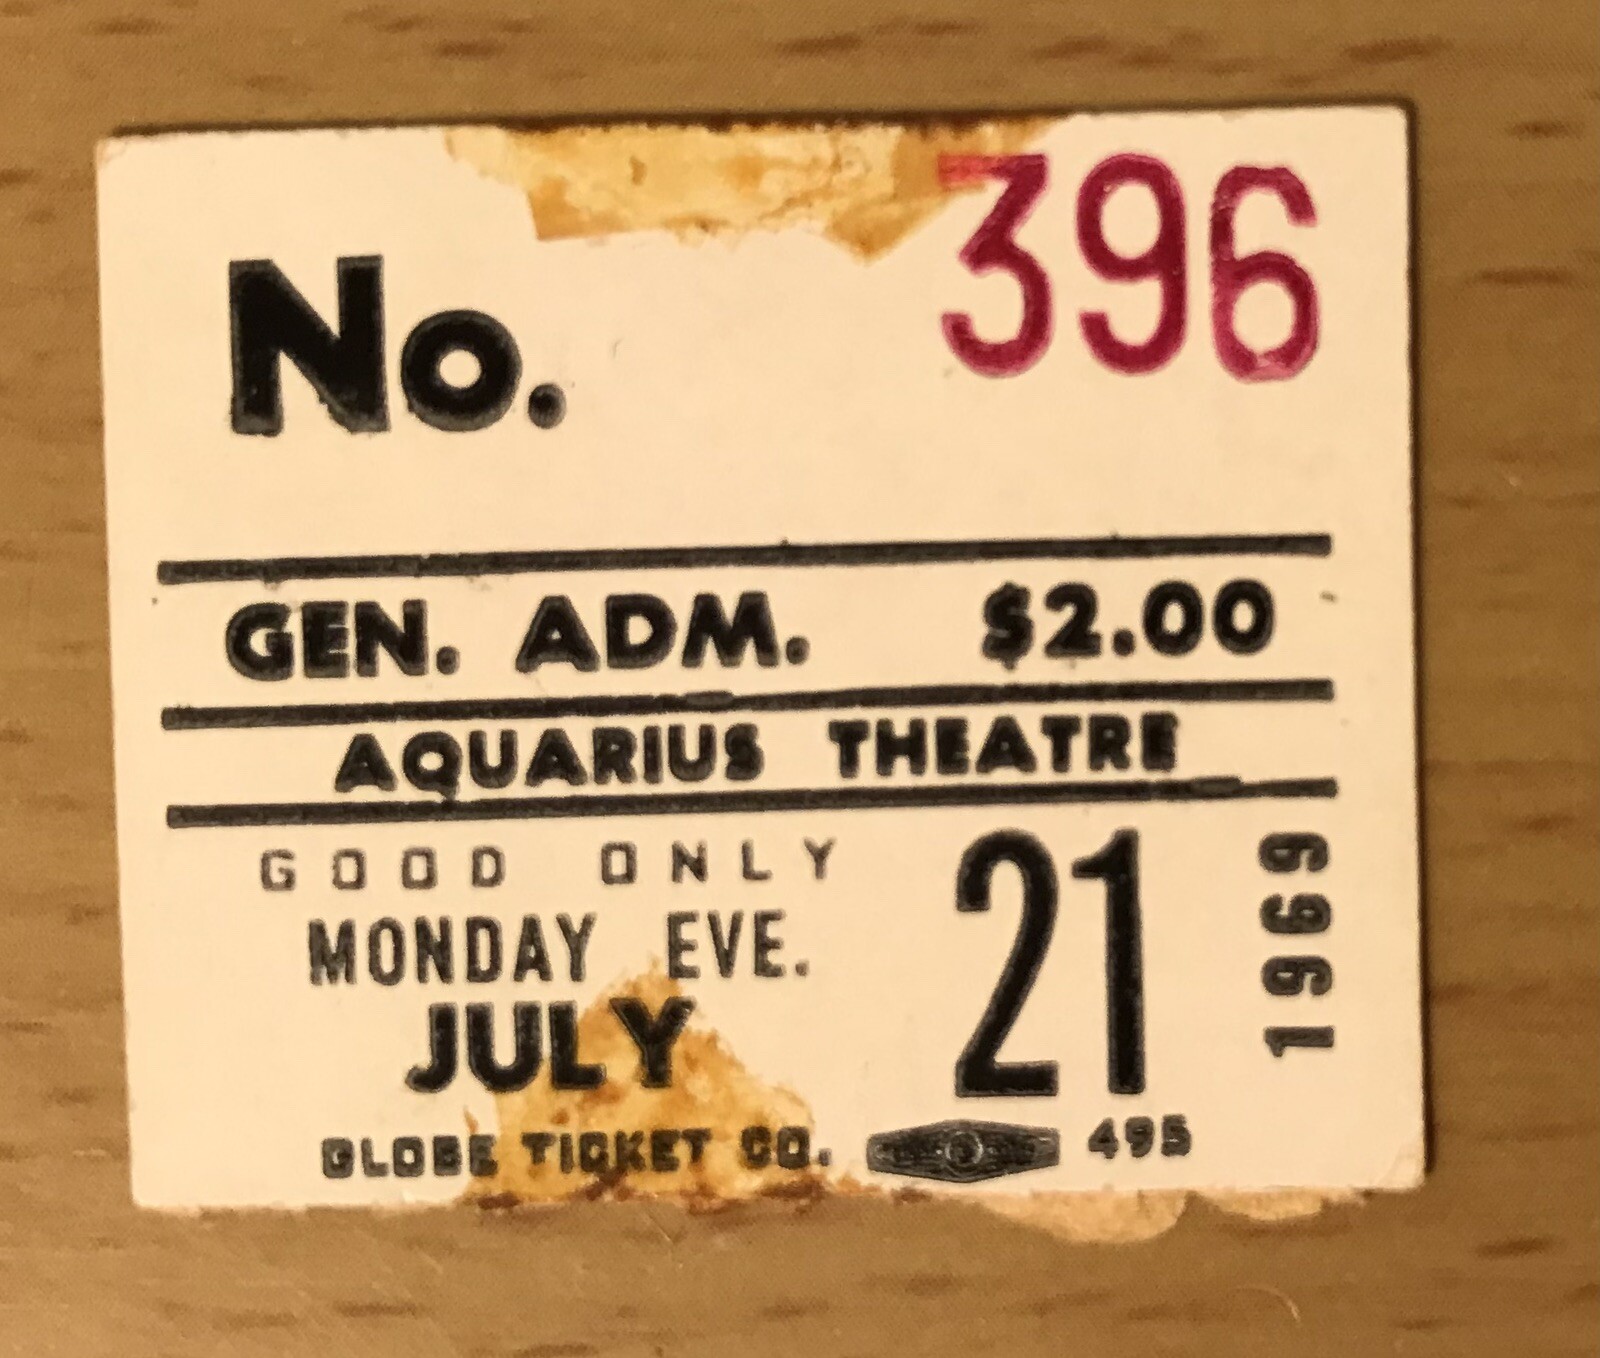 No. 396
GEN. ADM. $2.00
AQUARIUS THEATRE
GOOD ONLY
MONDAY EVE.
JULY 21 1969
GLOBE TICKET CO. 495